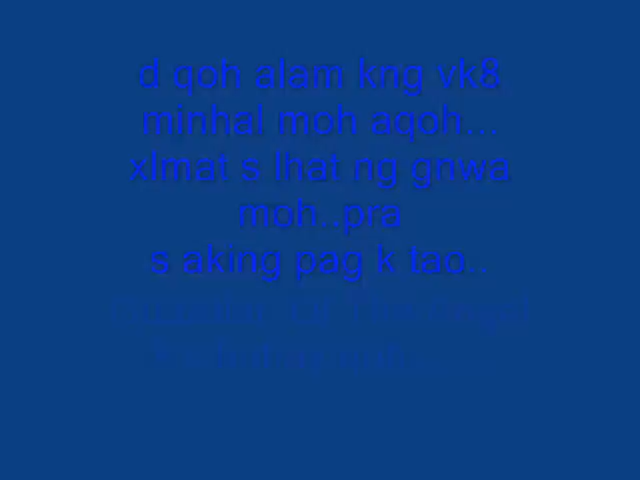 d qoh alam kng vk8
minhal moh aqoh...
xlmat s lhat ng gnwa
moh..pra
s aking pag k tao..